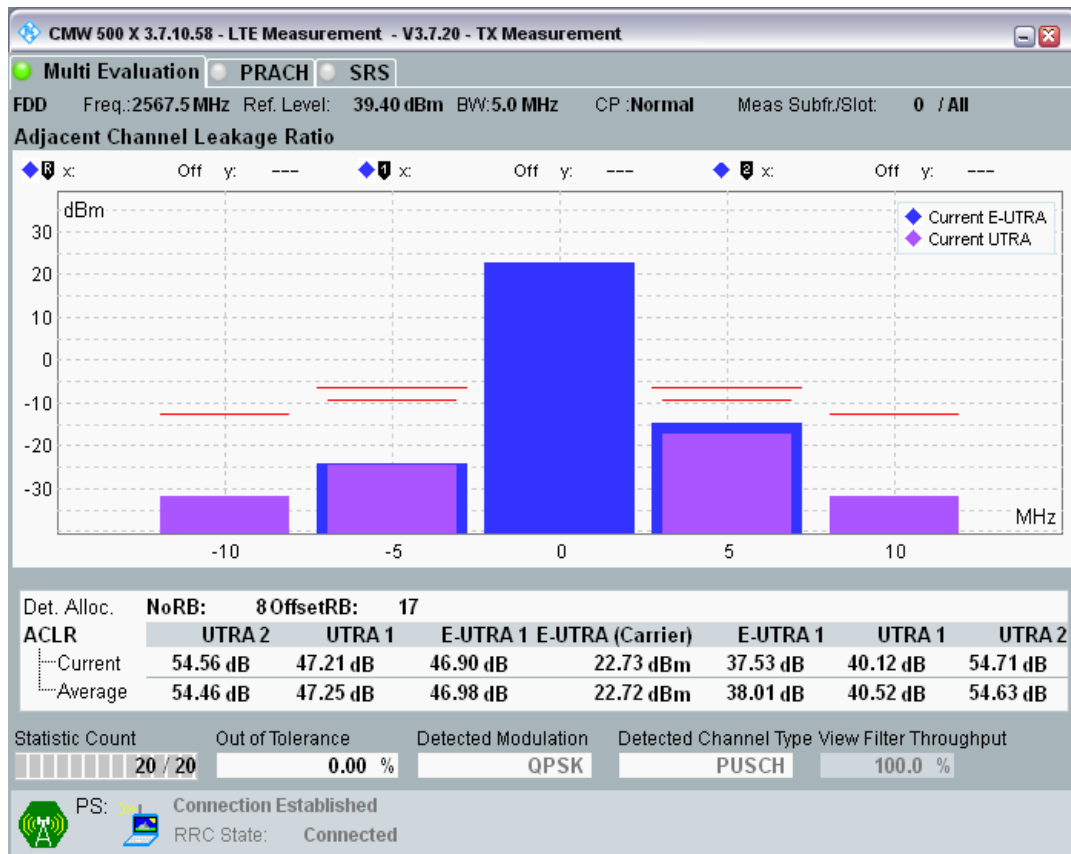 CMW 500 X 3.7.10.58 - LTE Measurement - V3.7.20 - TX Measurement
Multi Evaluation PRACH SRS
FDD Freq.:2567.5 MHz Ref. Level: 39.40 dBm BW:5.0 MHz CP :Normal Meas Subfr./Slot: 0 / All
Adjacent Channel Leakage Ratio
R x: Off y: --- 1 x: Off y: --- 2 x: Off y: ---
dBm
Current E-UTRA
Current UTRA
30
20
10
0
-10
-20
-30
MHz
-10 -5 0 5 10
Det. Alloc. NoRB: 8 OffsetRB: 17
ACLR UTRA 2 UTRA 1 E-UTRA 1 E-UTRA (Carrier) E-UTRA 1 UTRA 1 UTRA 2
Current 54.56 dB 47.21 dB 46.90 dB 22.73 dBm 37.53 dB 40.12 dB 54.71 dB
Average 54.46 dB 47.25 dB 46.98 dB 22.72 dBm 38.01 dB 40.52 dB 54.63 dB
Statistic Count Out of Tolerance Detected Modulation Detected Channel Type View Filter Throughput
20 / 20 0.00 % QPSK PUSCH 100.0 %
PS: Connection Established
RRC State: Connected